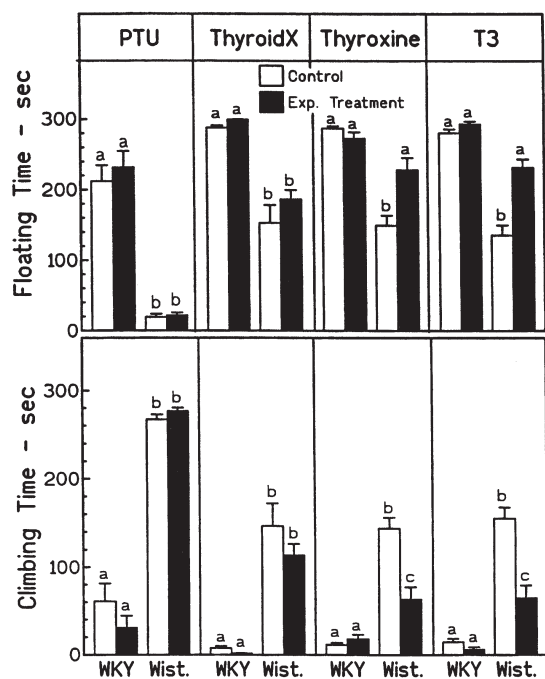 PTU ThyroidX Thyroxine T3
Control
Exp. Treatment
Floating Time - sec
300
200
100
0
a a b b a a b b a a b a a a b a
Climbing Time - sec
300
200
100
0
a a b b a a b b a a b c a a b c
WKY Wist. WKY Wist. WKY Wist. WKY Wist.